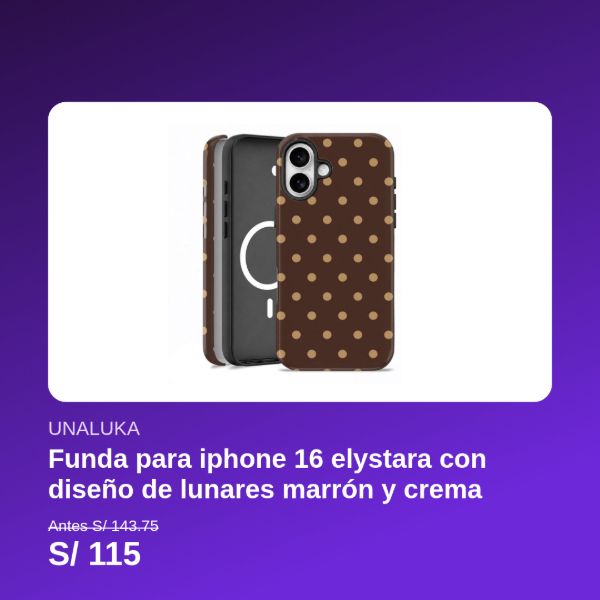 UNALUKA
Funda para iphone 16 elystara con
diseño de lunares marrón y crema
Antes S/ 143.75
S/ 115